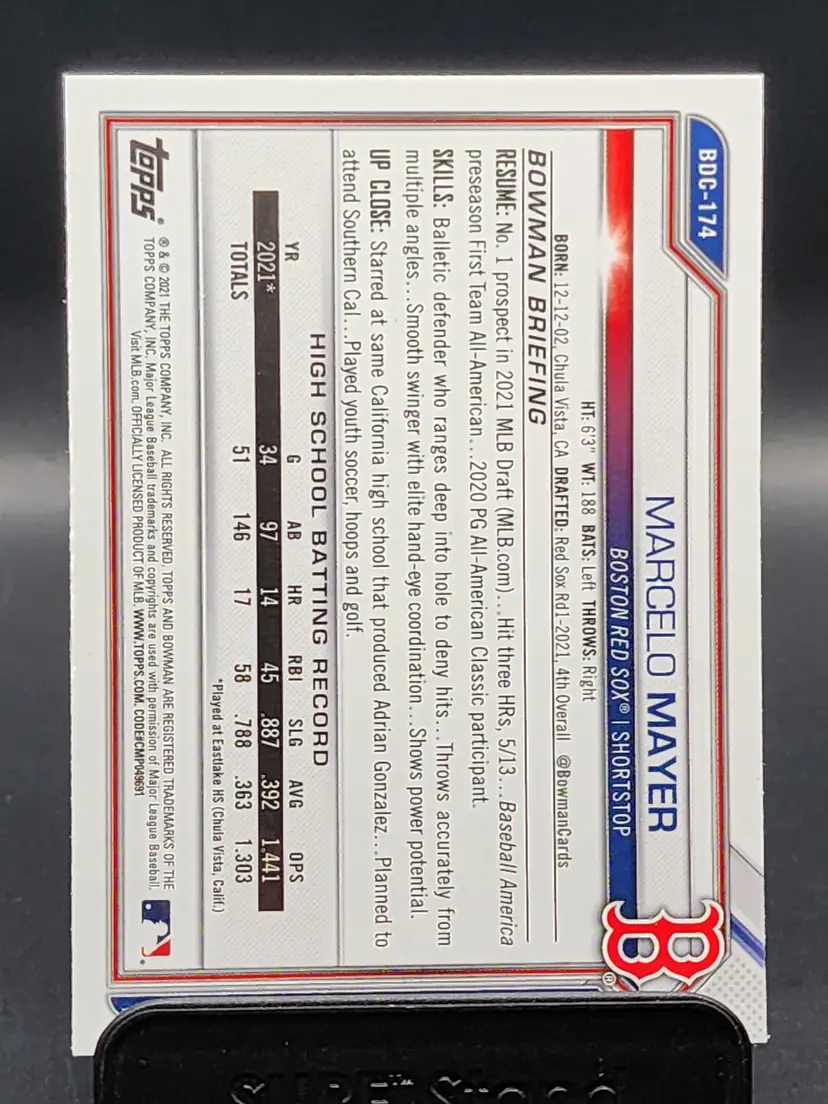 BDC-174
MARCELO MAYER
BOSTON RED SOX® | SHORTSTOP
HT: 6'3" WT: 188 BATS: Left THROWS: Right
BORN: 12-12-02, Chula Vista, CA DRAFTED: Red Sox Rd1-2021, 4th Overall @BowmanCards
BOWMAN BRIEFING
RESUME: No. 1 prospect in 2021 MLB Draft (MLB.com)...Hit three HRs, 5/13...Baseball America
preseason First Team All-American...2020 PG All-American Classic participant.
SKILLS: Balletic defender who ranges deep into hole to deny hits...Throws accurately from
multiple angles...Smooth swinger with elite hand-eye coordination...Shows power potential.
UP CLOSE: Starred at same California high school that produced Adrian Gonzalez...Planned to
attend Southern Cal...Played youth soccer, hoops and golf.
HIGH SCHOOL BATTING RECORD
YR G AB HR RBI SLG AVG OPS
2021* 34 97 14 45 .887 .392 1.441
TOTALS 51 146 17 58 .788 .363 1.303
*Played at Eastlake HS (Chula Vista, Calif.)
topps®
® & © 2021 THE TOPPS COMPANY, INC. ALL RIGHTS RESERVED. TOPPS AND BOWMAN ARE REGISTERED TRADEMARKS OF THE
TOPPS COMPANY, INC. Major League Baseball trademarks and copyrights are used with permission of Major League Baseball.
Visit MLB.com. OFFICIALLY LICENSED PRODUCT OF MLB. WWW.TOPPS.COM. CODE#CMP049691
B®
Stand